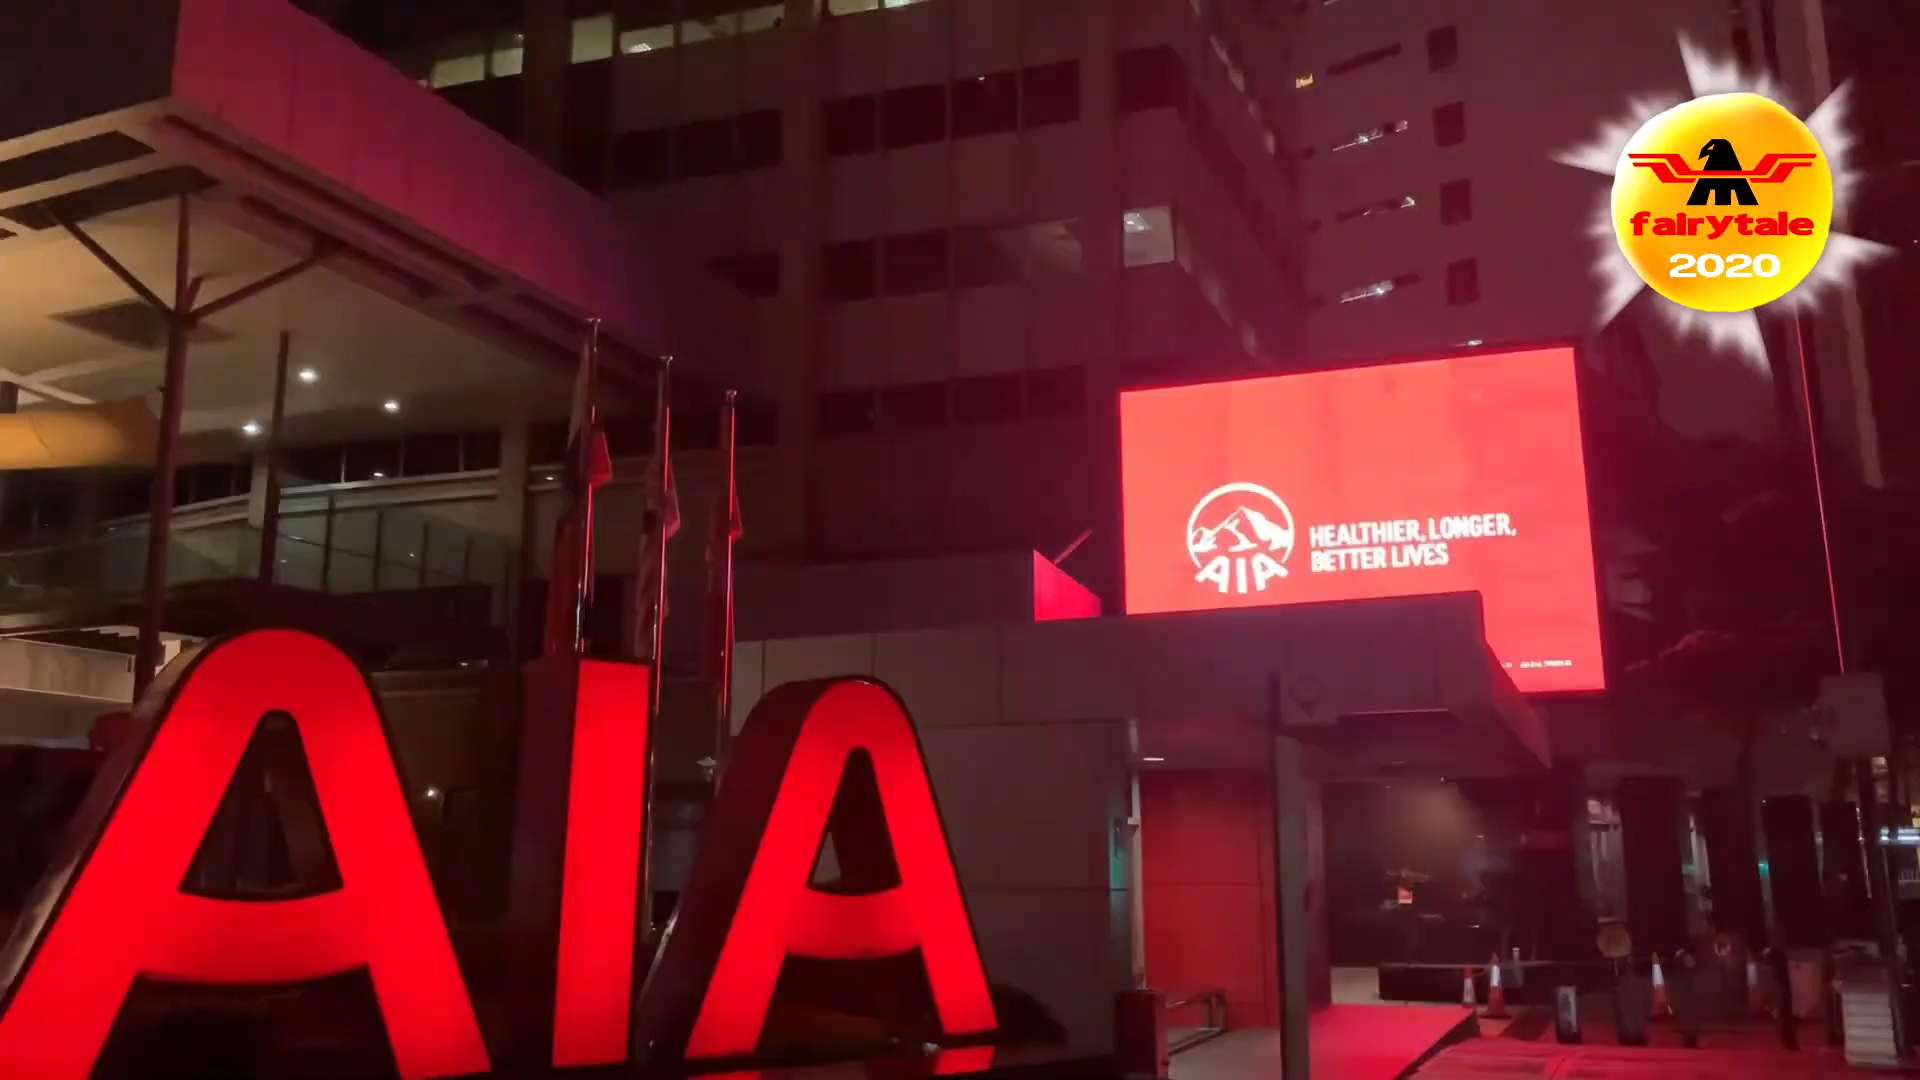 fairytale
2020
HEALTHIER, LONGER,
BETTER LIVES
AIA
AIA